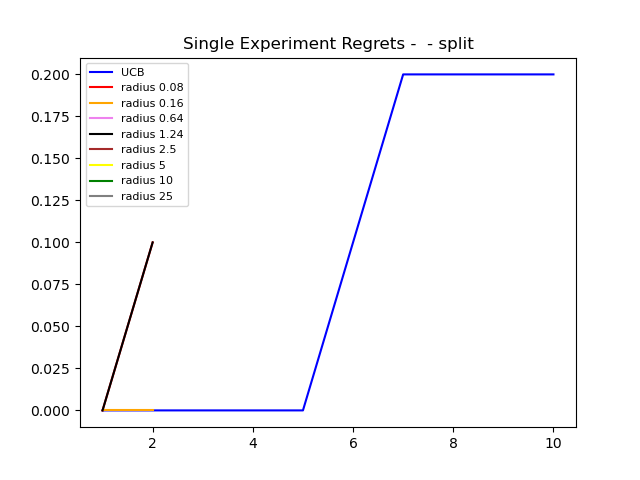 Single Experiment Regrets -  - split
0.200
0.175
0.150
0.125
0.100
0.075
0.050
0.025
0.000
UCB
radius 0.08
radius 0.16
radius 0.64
radius 1.24
radius 2.5
radius 5
radius 10
radius 25
2
4
6
8
10